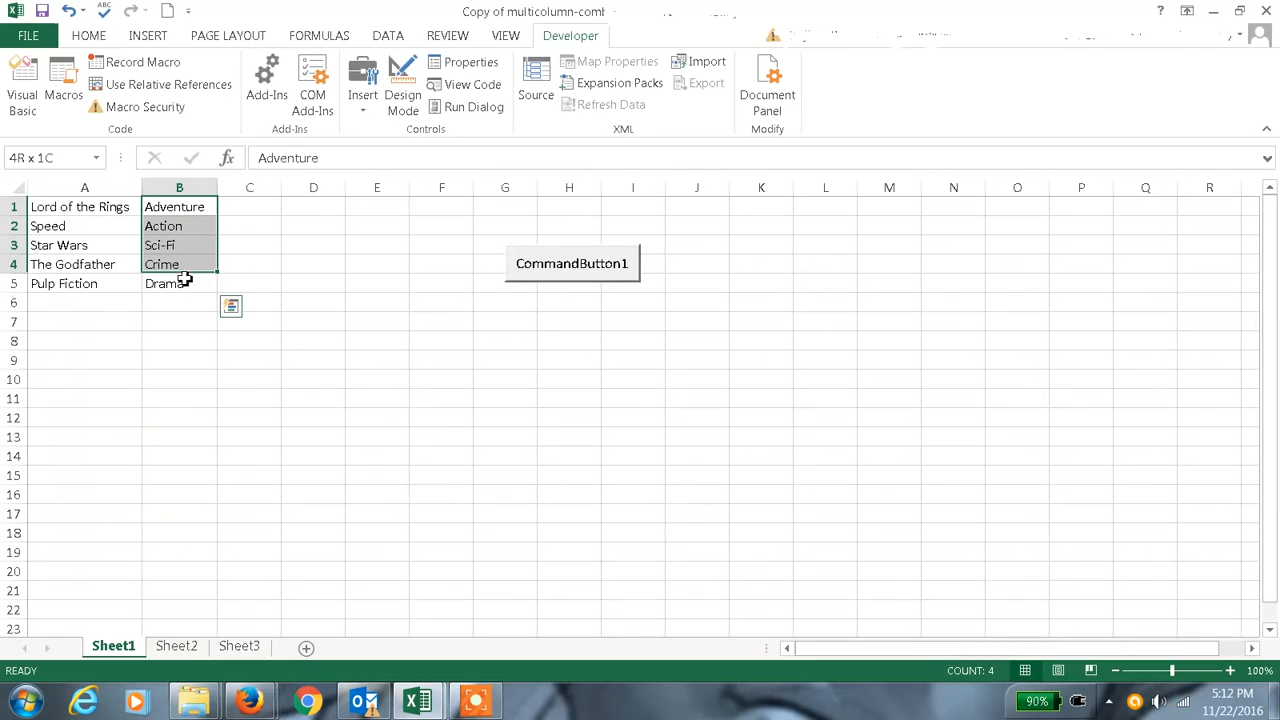 Copy of multicolumn-comb
FILE HOME INSERT PAGE LAYOUT FORMULAS DATA REVIEW VIEW Developer
Visual Basic
Macros
Record Macro
Use Relative References
Macro Security
Code
Add-Ins
COM Add-Ins
Add-Ins
Insert
Design Mode
Properties
View Code
Run Dialog
Controls
Source
Map Properties
Expansion Packs
Refresh Data
Import
Export
XML
Document Panel
Modify
4R x 1C
fx
Adventure
A B C D E F G H I J K L M N O P Q R
1 Lord of the Rings Adventure
2 Speed Action
3 Star Wars Sci-Fi
4 The Godfather Crime
5 Pulp Fiction Drama
CommandButton1
6
7
8
9
10
11
12
13
14
15
16
17
18
19
20
21
22
23
Sheet1 Sheet2 Sheet3
READY COUNT: 4 100%
90% 5:12 PM
11/22/2016